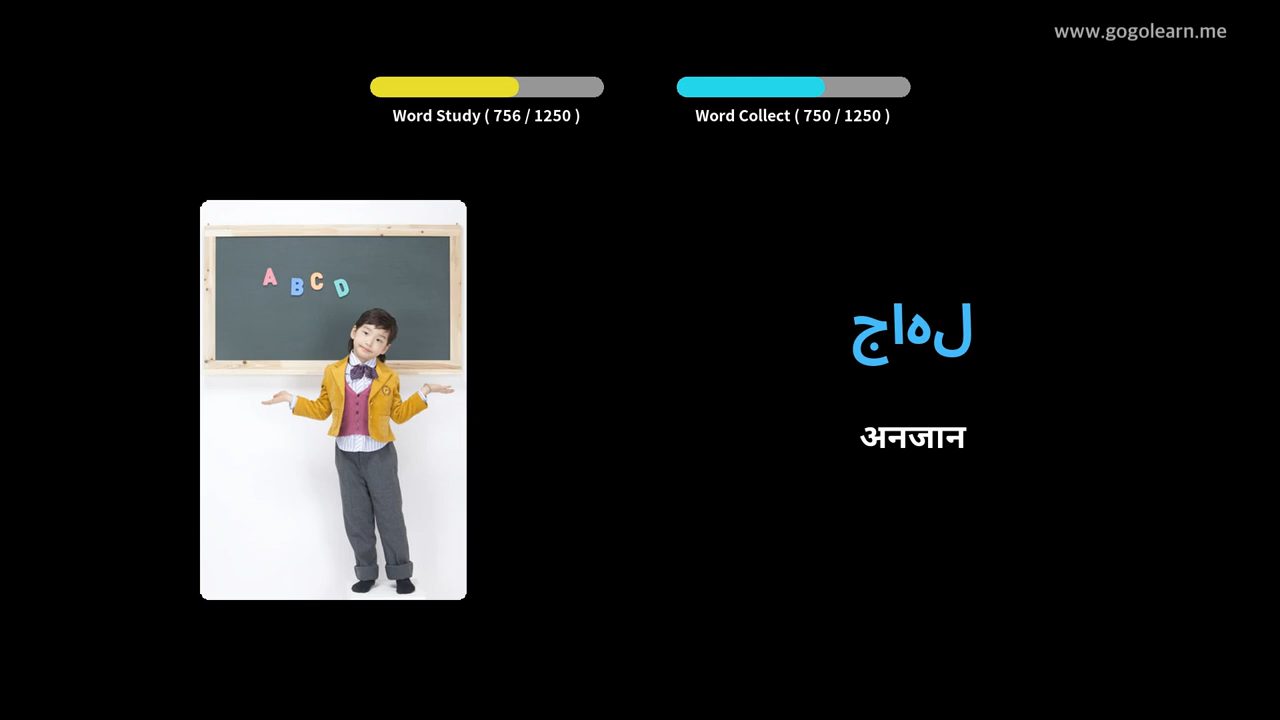 www.gogolearn.me
Word Study ( 756 / 1250 )
Word Collect ( 750 / 1250 )
A B C D
جاهل
अनजान